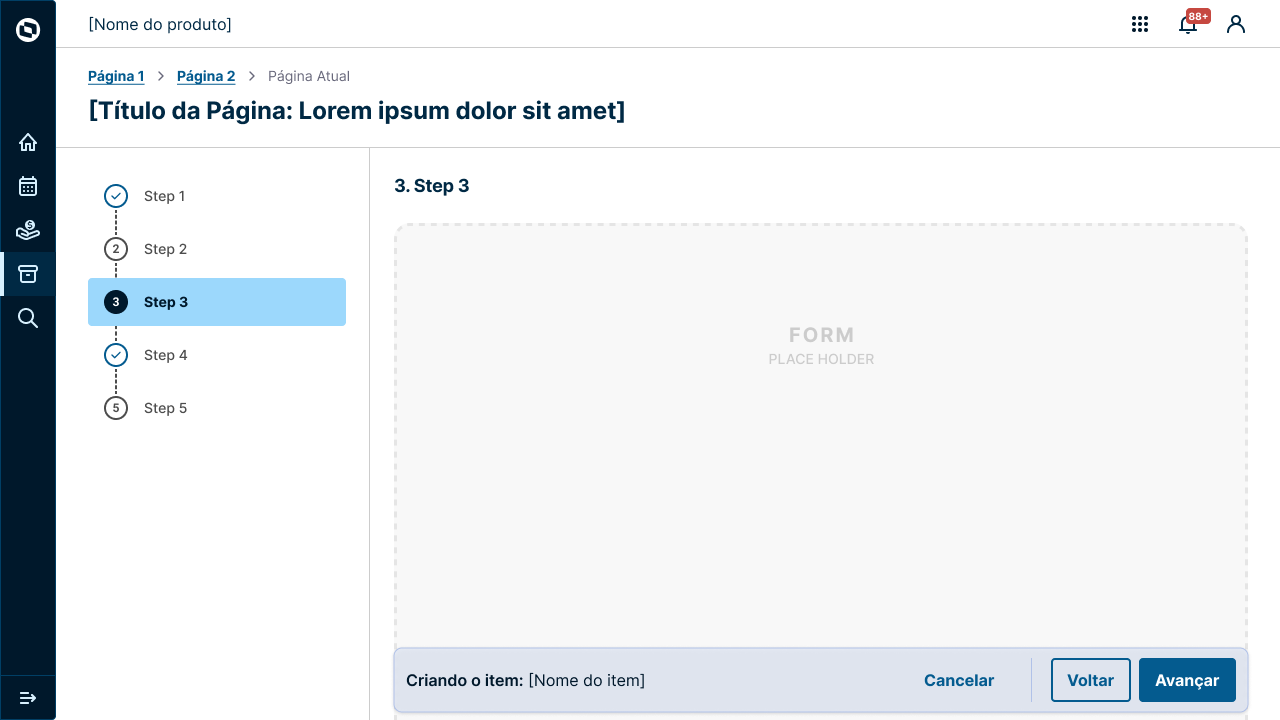 [Nome do produto]
88+
Página 1 > Página 2 > Página Atual
[Título da Página: Lorem ipsum dolor sit amet]
Step 1
2 Step 2
3 Step 3
Step 4
5 Step 5
3. Step 3
FORM
PLACE HOLDER
Criando o item: [Nome do item]
Cancelar
Voltar
Avançar